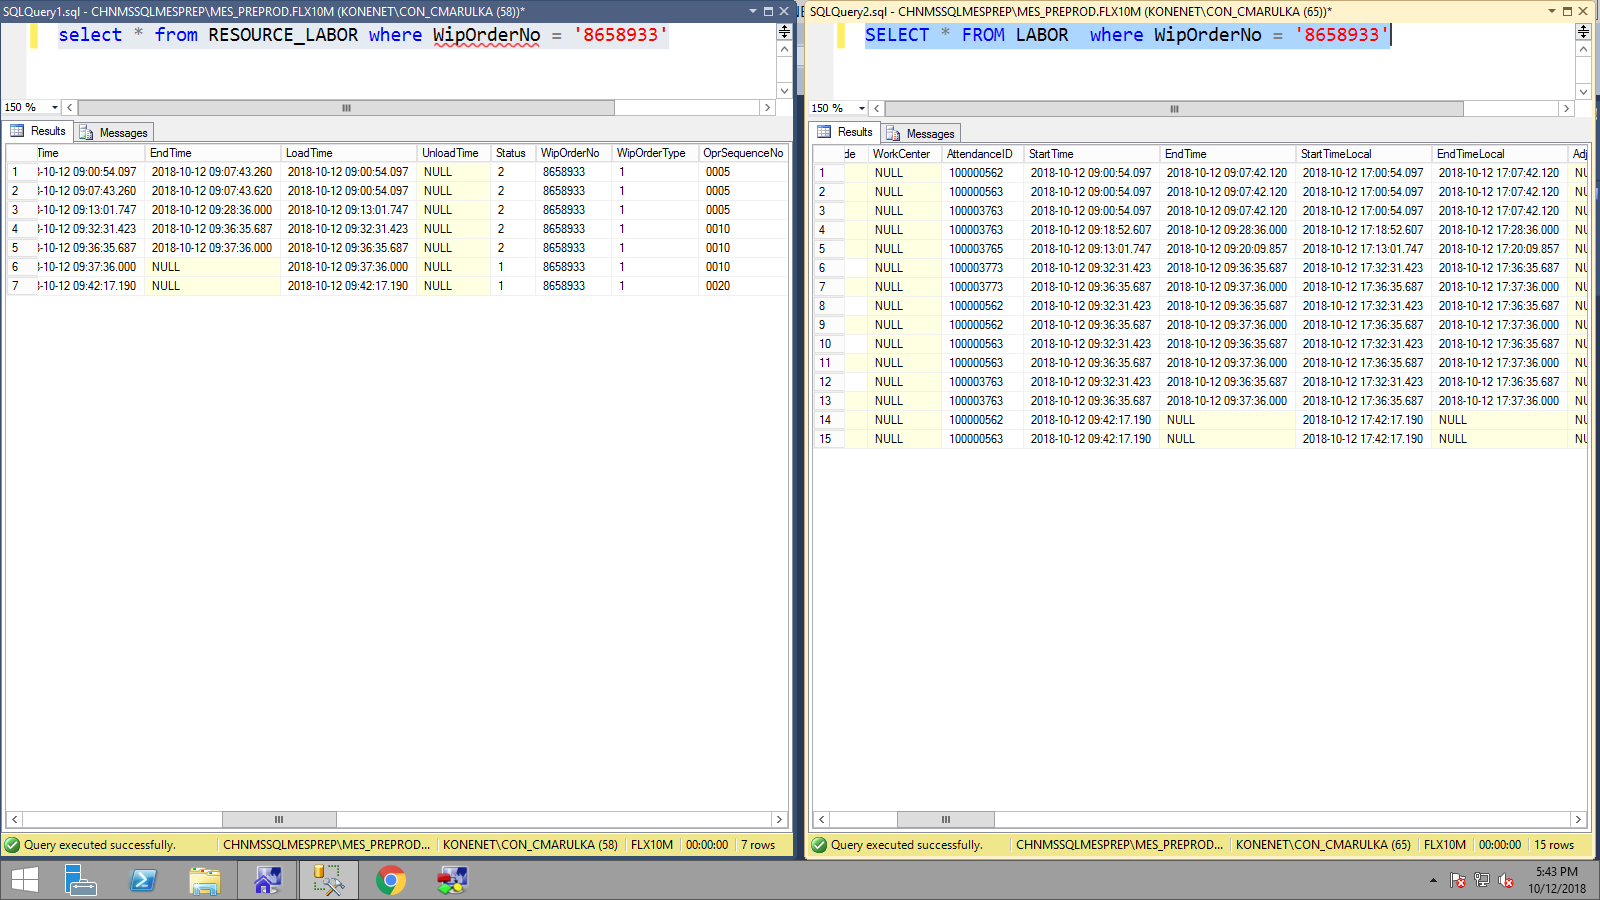 SQLQuery1.sql - CHNMSSQLMESPREP\MES_PREPROD.FLX10M (KONENET\CON_CMARULKA (58))*
select * from RESOURCE_LABOR where WipOrderNo = '8658933'
150 %
Results Messages
Time EndTime LoadTime UnloadTime Status WipOrderNo WipOrderType OprSequenceNo
1 3-10-12 09:00:54.097 2018-10-12 09:07:43.260 2018-10-12 09:00:54.097 NULL 2 8658933 1 0005
2 3-10-12 09:07:43.260 2018-10-12 09:07:43.620 2018-10-12 09:00:54.097 NULL 2 8658933 1 0005
3 3-10-12 09:13:01.747 2018-10-12 09:28:36.000 2018-10-12 09:13:01.747 NULL 2 8658933 1 0005
4 3-10-12 09:32:31.423 2018-10-12 09:36:35.687 2018-10-12 09:32:31.423 NULL 2 8658933 1 0010
5 3-10-12 09:36:35.687 2018-10-12 09:37:36.000 2018-10-12 09:36:35.687 NULL 2 8658933 1 0010
6 3-10-12 09:37:36.000 NULL 2018-10-12 09:37:36.000 NULL 1 8658933 1 0010
7 3-10-12 09:42:17.190 NULL 2018-10-12 09:42:17.190 NULL 1 8658933 1 0020
Query executed successfully. CHNMSSQLMESPREP\MES_PREPROD... KONENET\CON_CMARULKA (58) FLX10M 00:00:00 7 rows
SQLQuery2.sql - CHNMSSQLMESPREP\MES_PREPROD.FLX10M (KONENET\CON_CMARULKA (65))*
SELECT * FROM LABOR where WipOrderNo = '8658933'
150 %
Results Messages
de WorkCenter AttendanceID StartTime EndTime StartTimeLocal EndTimeLocal Adj
1 NULL 100000562 2018-10-12 09:00:54.097 2018-10-12 09:07:42.120 2018-10-12 17:00:54.097 2018-10-12 17:07:42.120 NU
2 NULL 100000563 2018-10-12 09:00:54.097 2018-10-12 09:07:42.120 2018-10-12 17:00:54.097 2018-10-12 17:07:42.120 NU
3 NULL 100003763 2018-10-12 09:00:54.097 2018-10-12 09:07:42.120 2018-10-12 17:00:54.097 2018-10-12 17:07:42.120 NU
4 NULL 100003763 2018-10-12 09:18:52.607 2018-10-12 09:28:36.000 2018-10-12 17:18:52.607 2018-10-12 17:28:36.000 NU
5 NULL 100003765 2018-10-12 09:13:01.747 2018-10-12 09:20:09.857 2018-10-12 17:13:01.747 2018-10-12 17:20:09.857 NU
6 NULL 100003773 2018-10-12 09:32:31.423 2018-10-12 09:36:35.687 2018-10-12 17:32:31.423 2018-10-12 17:36:35.687 NU
7 NULL 100003773 2018-10-12 09:36:35.687 2018-10-12 09:37:36.000 2018-10-12 17:36:35.687 2018-10-12 17:37:36.000 NU
8 NULL 100000562 2018-10-12 09:32:31.423 2018-10-12 09:36:35.687 2018-10-12 17:32:31.423 2018-10-12 17:36:35.687 NU
9 NULL 100000562 2018-10-12 09:36:35.687 2018-10-12 09:37:36.000 2018-10-12 17:36:35.687 2018-10-12 17:37:36.000 NU
10 NULL 100000563 2018-10-12 09:32:31.423 2018-10-12 09:36:35.687 2018-10-12 17:32:31.423 2018-10-12 17:36:35.687 NU
11 NULL 100000563 2018-10-12 09:36:35.687 2018-10-12 09:37:36.000 2018-10-12 17:36:35.687 2018-10-12 17:37:36.000 NU
12 NULL 100003763 2018-10-12 09:32:31.423 2018-10-12 09:36:35.687 2018-10-12 17:32:31.423 2018-10-12 17:36:35.687 NU
13 NULL 100003763 2018-10-12 09:36:35.687 2018-10-12 09:37:36.000 2018-10-12 17:36:35.687 2018-10-12 17:37:36.000 NU
14 NULL 100000562 2018-10-12 09:42:17.190 NULL 2018-10-12 17:42:17.190 NULL NU
15 NULL 100000563 2018-10-12 09:42:17.190 NULL 2018-10-12 17:42:17.190 NULL NU
Query executed successfully. CHNMSSQLMESPREP\MES_PREPROD... KONENET\CON_CMARULKA (65) FLX10M 00:00:00 15 rows
5:43 PM
10/12/2018